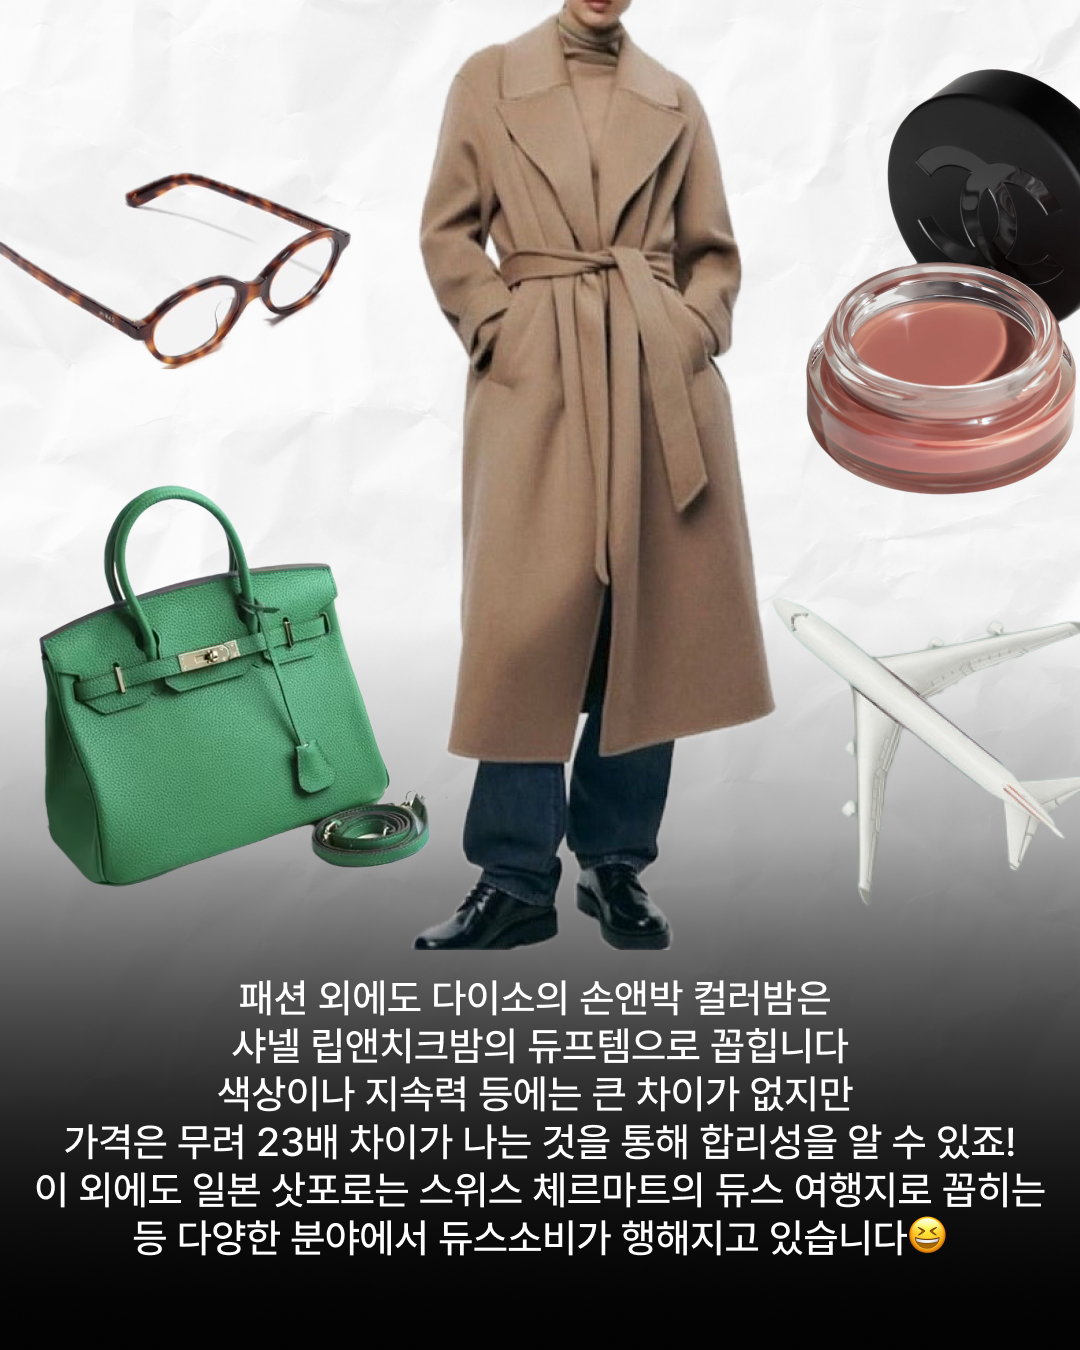 패션 외에도 다이소의 손앤박 컬러밤은
샤넬 립앤치크밤의 듀프템으로 꼽힙니다
색상이나 지속력 등에는 큰 차이가 없지만
가격은 무려 23배 차이가 나는 것을 통해 합리성을 알 수 있죠!
이 외에도 일본 삿포로는 스위스 체르마트의 듀스 여행지로 꼽히는
등 다양한 분야에서 듀스소비가 행해지고 있습니다😆